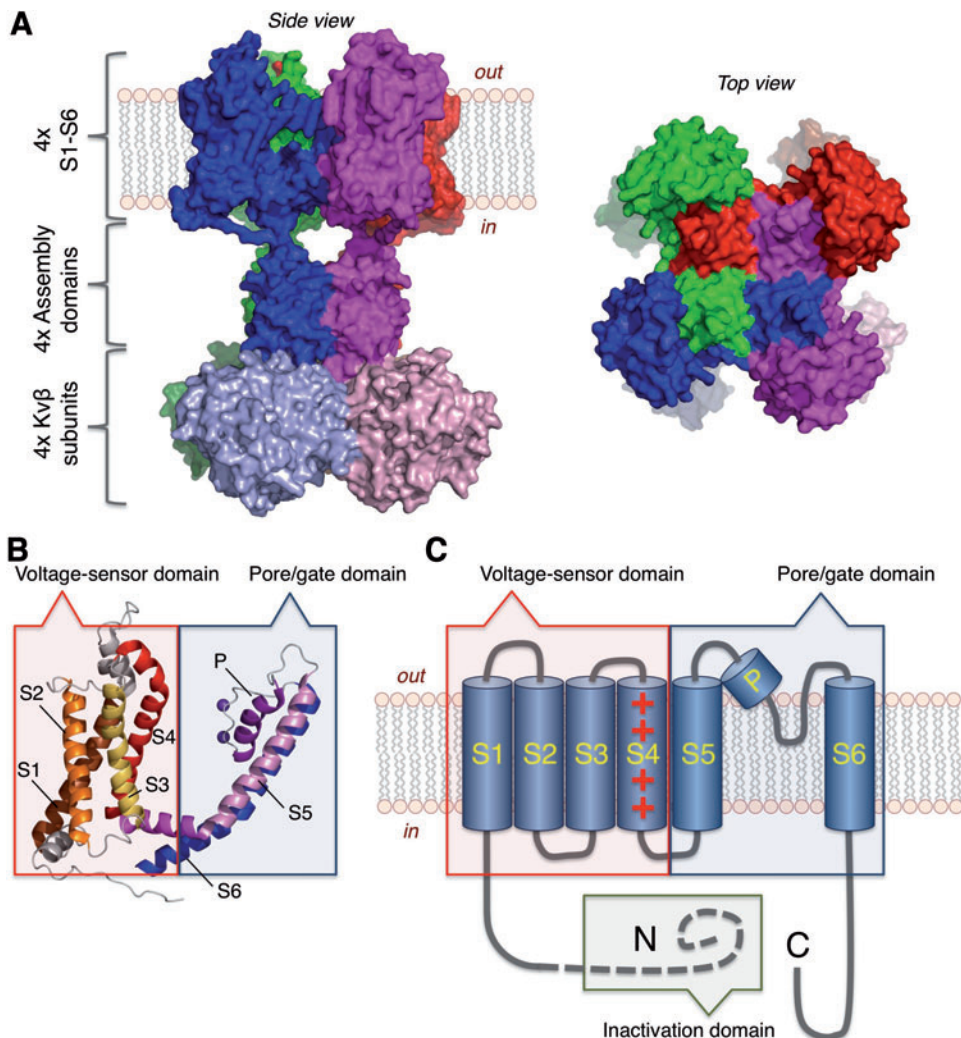 A
Side view
Top view
out
in
4x
S1-S6
4x Assembly
domains
4x Kvβ
subunits
B
Voltage-sensor domain
Pore/gate domain
P
S2
S4
S1
S3
S5
S6
C
Voltage-sensor domain
Pore/gate domain
out
P
+
+
S1 S2 S3 S4 S5 S6
+
+
in
N
C
Inactivation domain